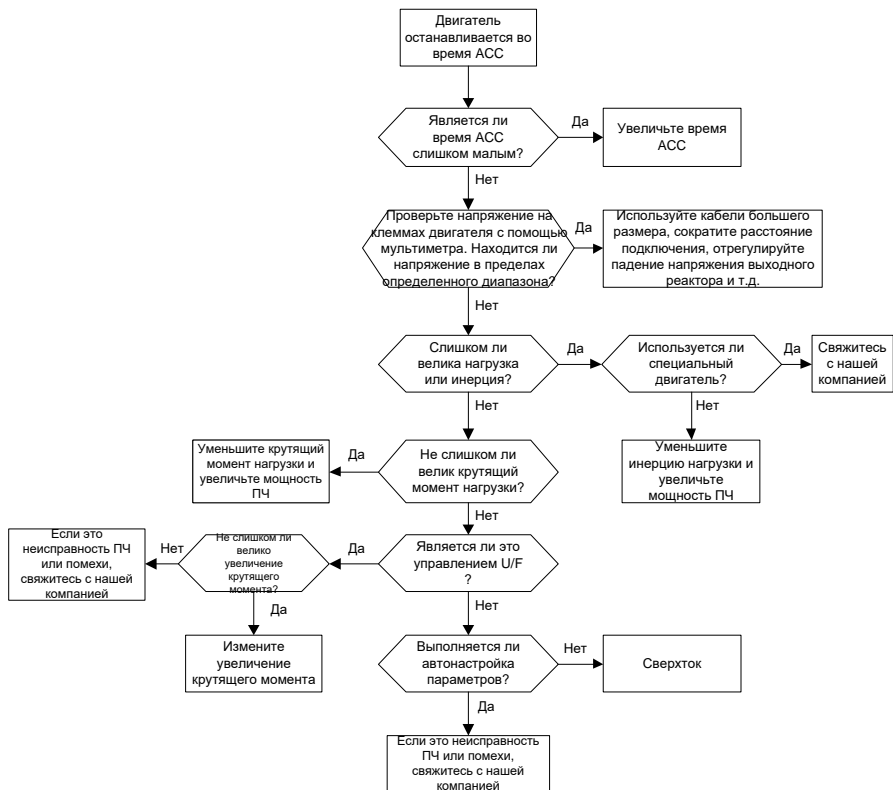 Двигатель
останавливается во
время ACC
Является ли
время ACC
слишком малым?
Да
Увеличьте время
ACC
Нет
Проверьте напряжение на
клеммах двигателя с помощью
мультиметра. Находится ли
напряжение в пределах
определенного диапазона?
Да
Используйте кабели большего
размера, сократите расстояние
подключения, отрегулируйте
падение напряжения выходного
реактора и т.д.
Нет
Слишком ли
велика нагрузка
или инерция?
Да
Используется ли
специальный
двигатель?
Да
Свяжитесь
с нашей
компанией
Нет
Нет
Уменьшите
инерцию нагрузки и
увеличьте
мощность ПЧ
Не слишком ли
велик крутящий
момент нагрузки?
Да
Уменьшите крутящий
момент нагрузки и
увеличьте мощность
ПЧ
Нет
Является ли это
управлением U/F
?
Да
Не слишком ли
велико
увеличение
крутящего
момента?
Нет
Если это
неисправность ПЧ
или помехи,
свяжитесь с нашей
компанией
Да
Измените
увеличение
крутящего момента
Нет
Выполняется ли
автонастройка
параметров?
Нет
Сверхток
Да
Если это неисправность
ПЧ или помехи,
свяжитесь с нашей
компанией